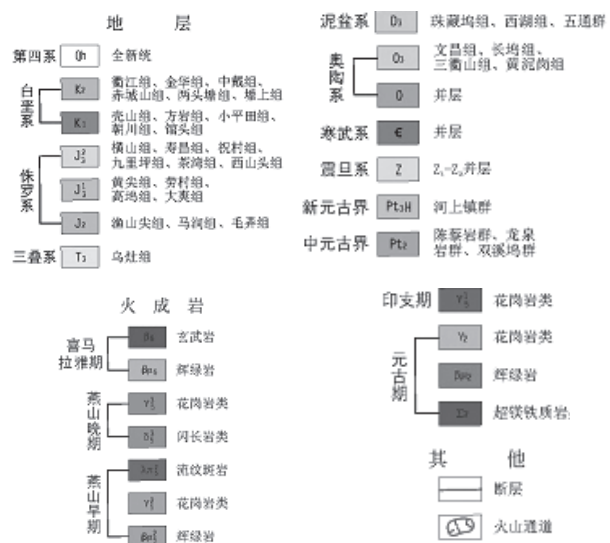 地 层
第四系 Qh 全新统
白垩系
K₂ 衢江组、金华组、中戴组、
赤城山组、两头塘组、塘上组
K₁ 壳山组、方岩组、小平田组、
朝川组、馆头组
侏罗系
J₃² 横山组、寿昌组、祝村组、
九里坪组、茶湾组、西山头组
J₃¹ 黄尖组、劳村组、
高坞组、大爽组
J₂ 渔山尖组、马涧组、毛弄组
三叠系 T₃ 乌灶组
泥盆系 D₃ 珠藏坞组、西湖组、五通群
奥陶系
O₃ 文昌组、长坞组、
三衢山组、黄泥岗组
O 并层
寒武系 Є 并层
震旦系 Z Z₁-Z₂并层
新元古界 Pt₃H 河上镇群
中元古界 Pt₂ 陈蔡岩群、龙泉
岩群、双溪坞群
火 成 岩
喜马拉雅期
玄武岩
βμ₆ 辉绿岩
燕山晚期
花岗岩类
闪长岩类
燕山早期
流纹斑岩
花岗岩类
辉绿岩
印支期 花岗岩类
元古期
γ₂ 花岗岩类
βμ₂ 辉绿岩
Σ₂ 超镁铁质岩
其 他
断层
火山通道